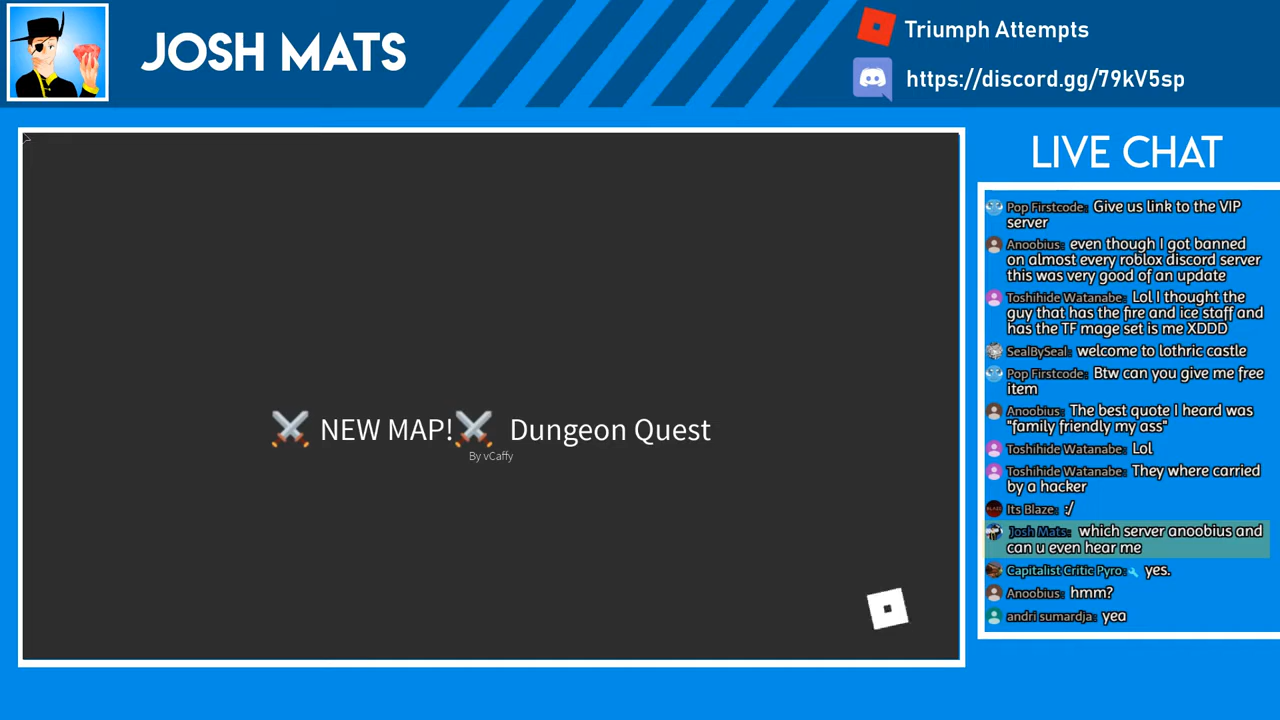 JOSH MATS
Triumph Attempts
https://discord.gg/79kV5sp
NEW MAP! Dungeon Quest
By vCaffy
LIVE CHAT
Pop Firstcode: Give us link to the VIP
server
Anoobius: even though I got banned
on almost every roblox discord server
this was very good of an update
Toshihide Watanabe: Lol I thought the
guy that has the fire and ice staff and
has the TF mage set is me XDDD
SealBySeal: welcome to lothric castle
Pop Firstcode: Btw can you give me free
item
Anoobius: The best quote I heard was
"family friendly my ass"
Toshihide Watanabe: Lol
Toshihide Watanabe: They where carried
by a hacker
Its Blaze: :/
Josh Mats: which server anoobius and
can u even hear me
Capitalist Critic Pyro: yes.
Anoobius: hmm?
andri sumardja: yea